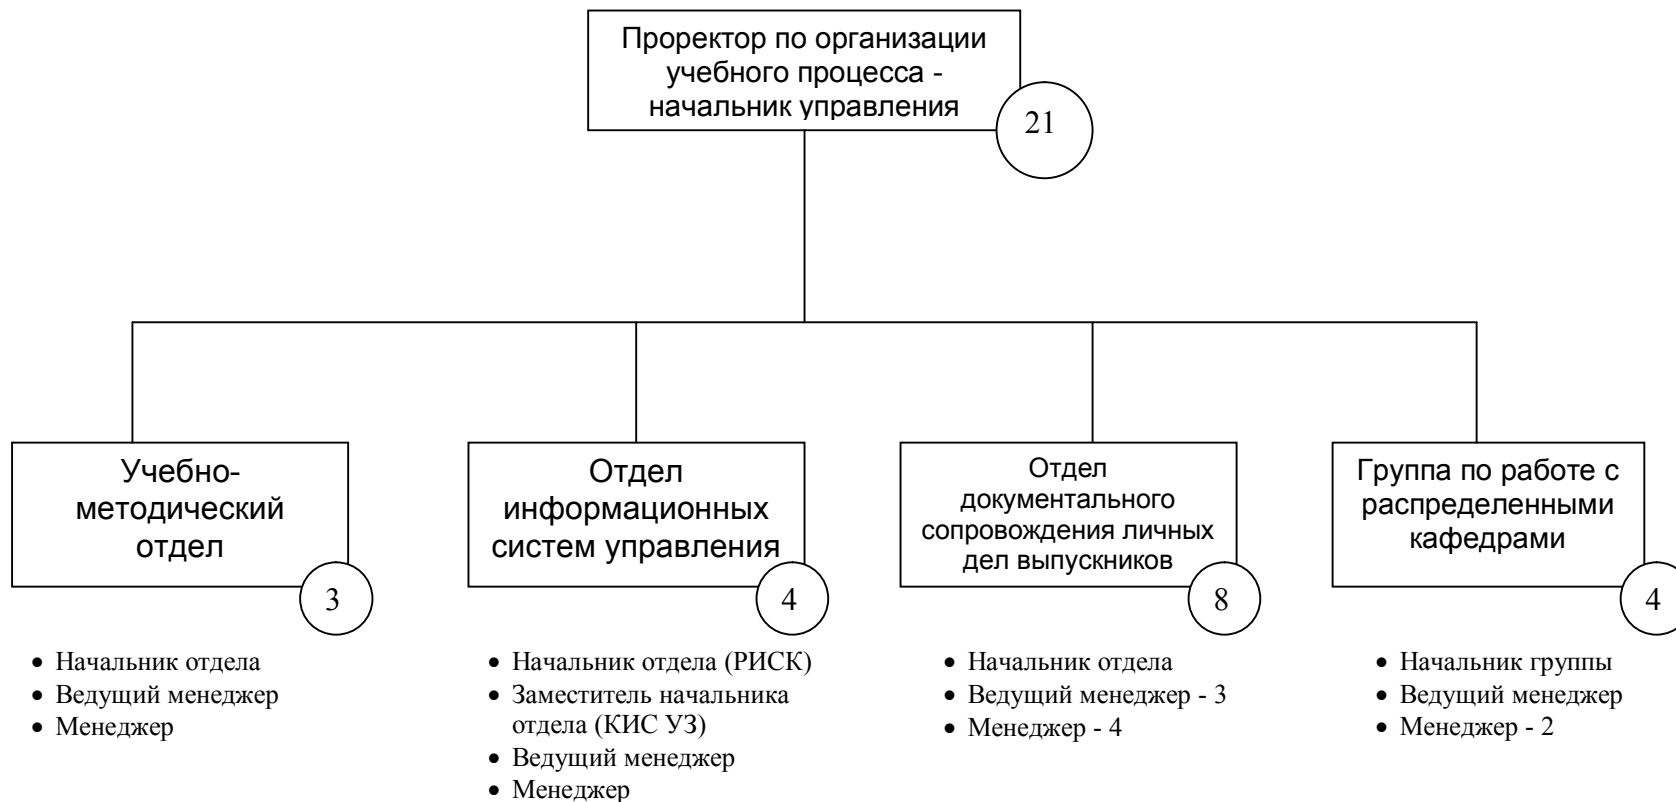 Проректор по организации
учебного процесса -
начальник управления
21
Учебно-
методический
отдел
3
Отдел
информационных
систем управления
4
Отдел
документального
сопровождения личных
дел выпускников
8
Группа по работе с
распределенными
кафедрами
4
• Начальник отдела
• Ведущий менеджер
• Менеджер
• Начальник отдела (РИСК)
• Заместитель начальника
отдела (КИС УЗ)
• Ведущий менеджер
• Менеджер
• Начальник отдела
• Ведущий менеджер - 3
• Менеджер - 4
• Начальник группы
• Ведущий менеджер
• Менеджер - 2